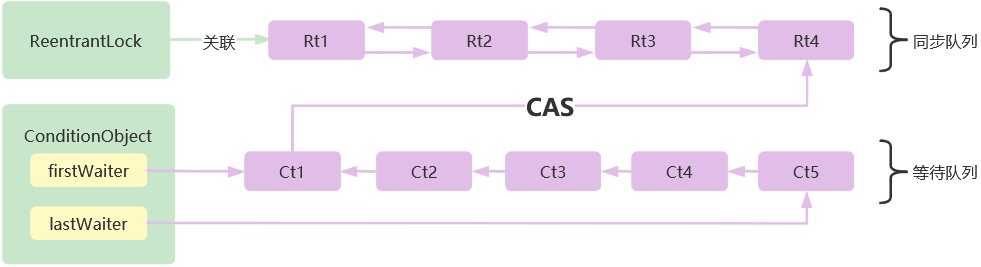 ReentrantLock
关联
Rt1
Rt2
Rt3
Rt4
同步队列
CAS
ConditionObject
firstWaiter
Ct1
Ct2
Ct3
Ct4
Ct5
等待队列
lastWaiter